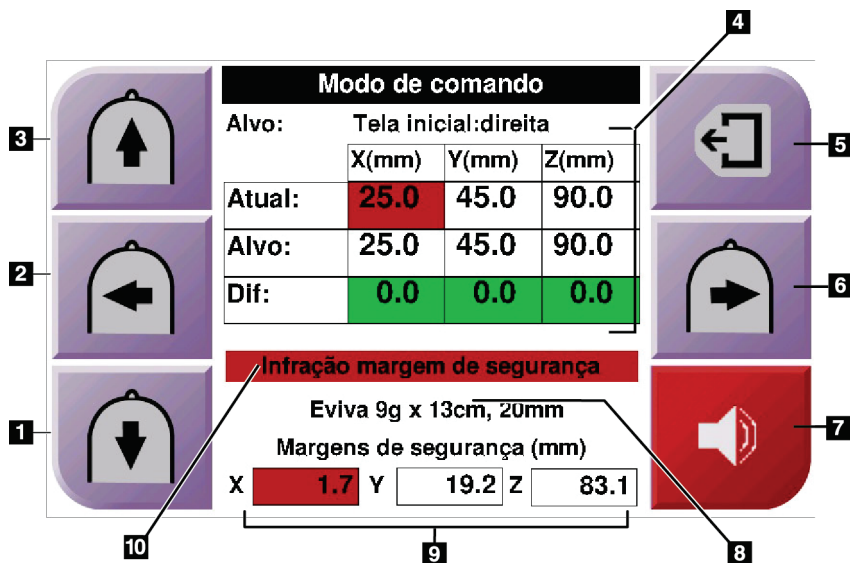 4
Modo de comando
3
Alvo: Tela inicial:direita
5
X(mm) Y(mm) Z(mm)
Atual: 25.0 45.0 90.0
2
Alvo: 25.0 45.0 90.0
6
Dif: 0.0 0.0 0.0
Infração margem de segurança
1
Eviva 9g x 13cm, 20mm
7
Margens de segurança (mm)
X 1.7 Y 19.2 Z 83.1
10
9
8